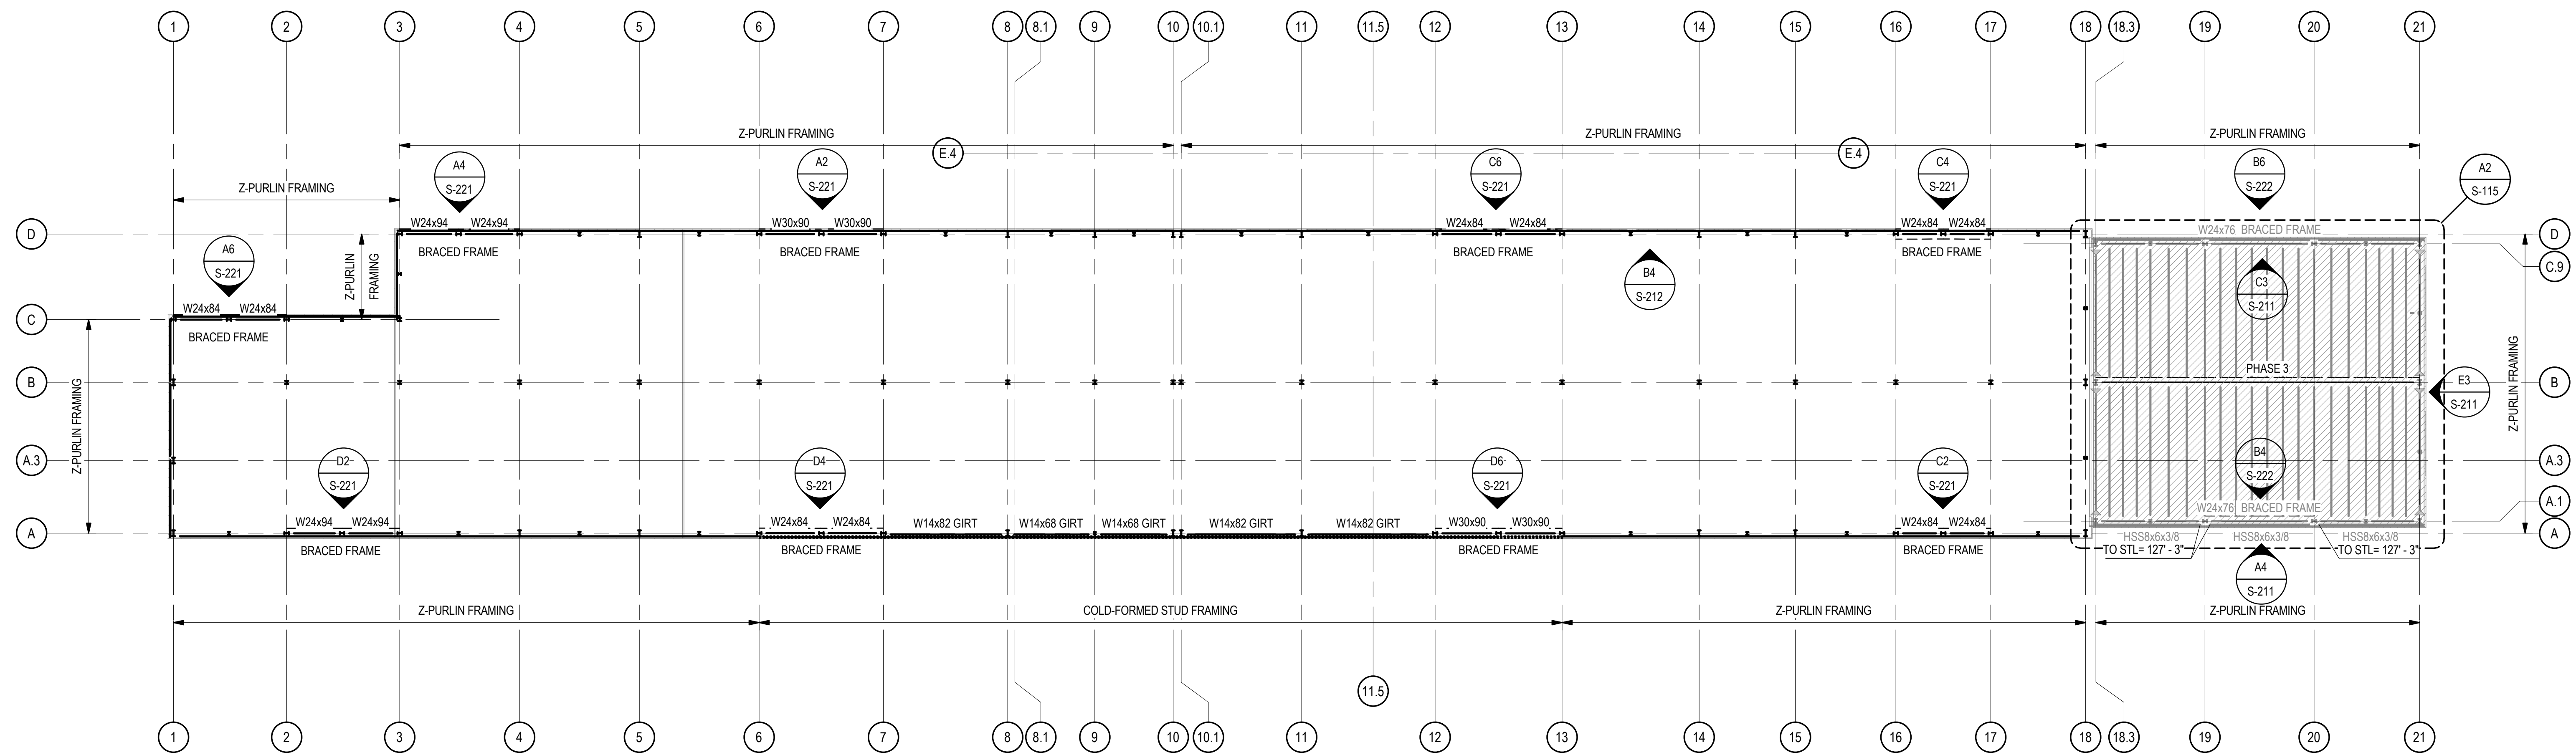 1 2 3 4 5 6 7 8 8.1 9 10 10.1 11 11.5 12 13 14 15 16 17 18 18.3 19 20 21
Z-PURLIN FRAMING
Z-PURLIN FRAMING
Z-PURLIN FRAMING
E.4
E.4
Z-PURLIN FRAMING
A4
S-221
A2
S-221
C6
S-221
C4
S-221
B6
S-222
A2
S-115
W24x94 W24x94
W30x90 W30x90
W24x84 W24x84
W24x84 W24x84
W24x76 BRACED FRAME
D
D
BRACED FRAME
BRACED FRAME
BRACED FRAME
BRACED FRAME
A6
S-221
Z-PURLIN
FRAMING
B4
S-212
C3
S-211
C.9
W24x84 W24x84
C
BRACED FRAME
PHASE 3
B
B
E3
S-211
Z-PURLIN FRAMING
Z-PURLIN FRAMING
A.3
A.3
D2
S-221
D4
S-221
D6
S-221
C2
S-221
B4
S-222
A.1
W24x76 BRACED FRAME
W24x94 W24x94
W24x84 W24x84
W14x82 GIRT
W14x68 GIRT
W14x68 GIRT
W14x82 GIRT
W14x82 GIRT
W30x90 W30x90
W24x84 W24x84
A
A
HSS8x6x3/8
HSS8x6x3/8
HSS8x6x3/8
BRACED FRAME
BRACED FRAME
BRACED FRAME
BRACED FRAME
TO STL= 127' - 3"
TO STL= 127' - 3"
A4
S-211
Z-PURLIN FRAMING
COLD-FORMED STUD FRAMING
Z-PURLIN FRAMING
Z-PURLIN FRAMING
11.5
1 2 3 4 5 6 7 8 8.1 9 10 10.1 11 12 13 14 15 16 17 18 18.3 19 20 21